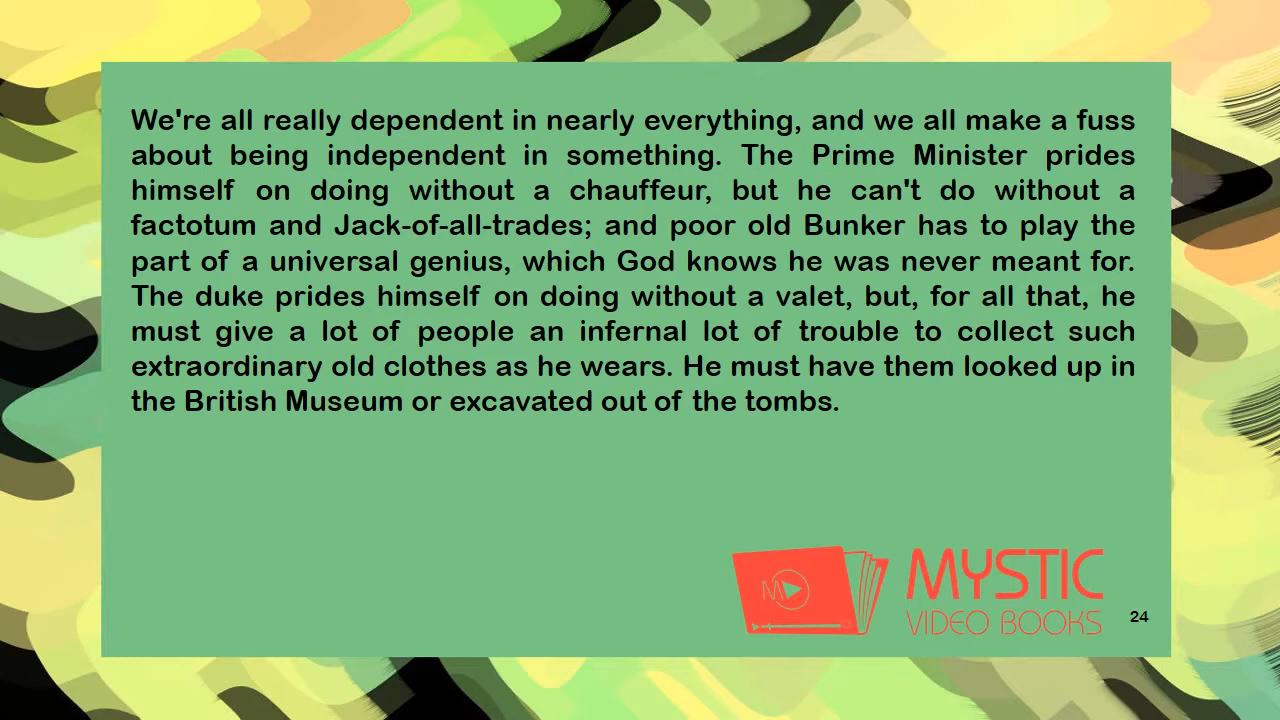 We're all really dependent in nearly everything, and we all make a fuss
about being independent in something. The Prime Minister prides
himself on doing without a chauffeur, but he can't do without a
factotum and Jack-of-all-trades; and poor old Bunker has to play the
part of a universal genius, which God knows he was never meant for.
The duke prides himself on doing without a valet, but, for all that, he
must give a lot of people an infernal lot of trouble to collect such
extraordinary old clothes as he wears. He must have them looked up in
the British Museum or excavated out of the tombs.
M
MYSTIC
VIDEO BOOKS
24